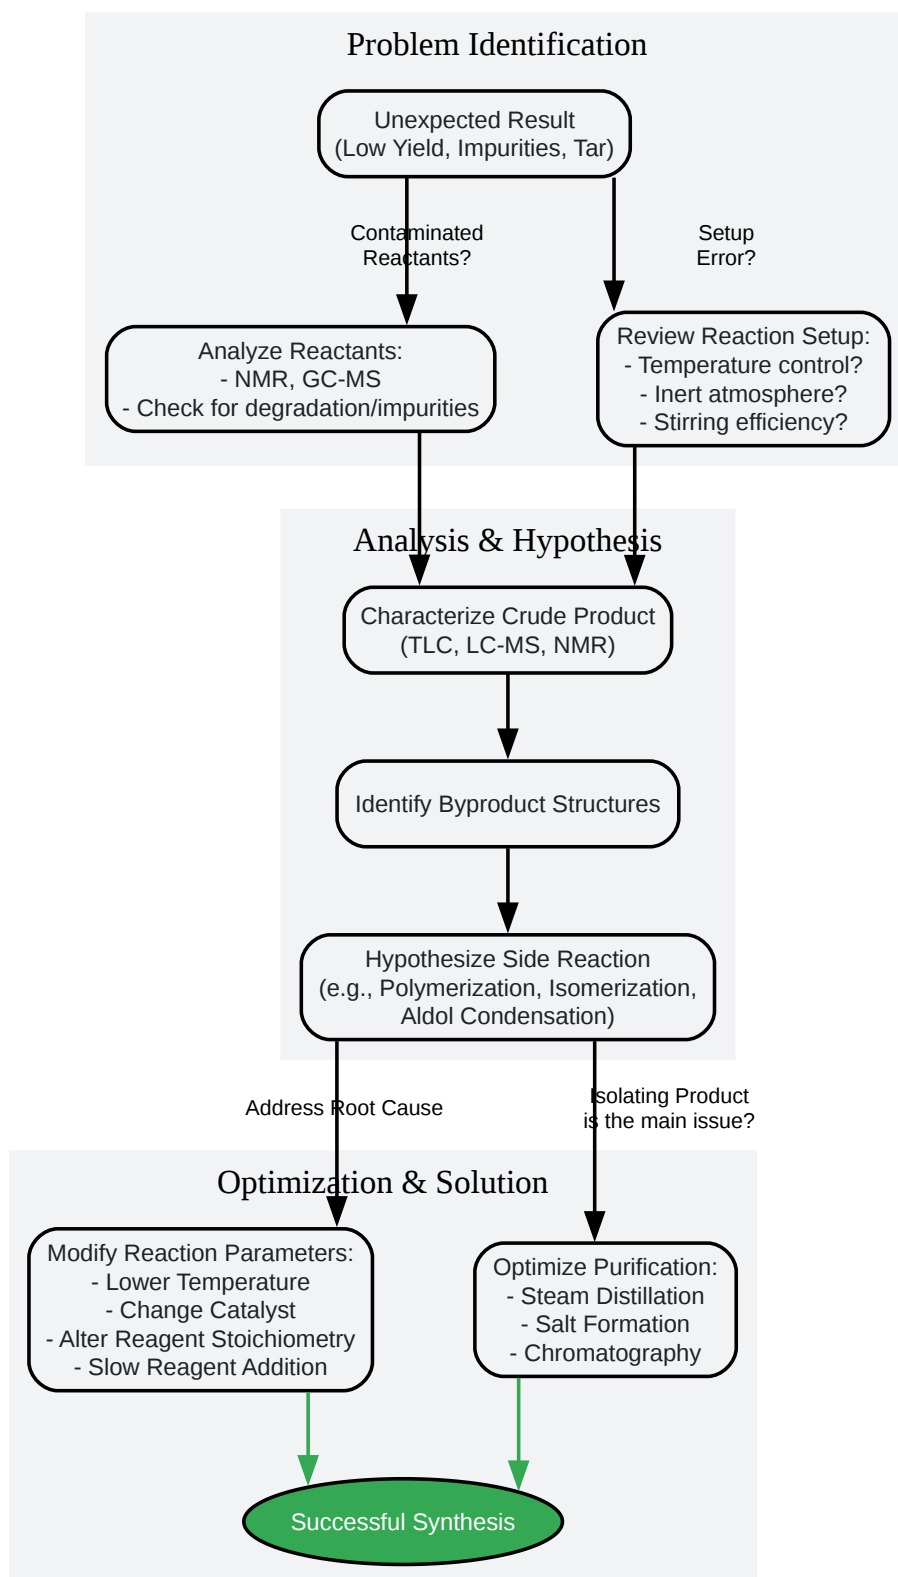 Problem Identification
Unexpected Result
(Low Yield, Impurities, Tar)
Contaminated
Reactants?
Setup
Error?
Analyze Reactants:
- NMR, GC-MS
- Check for degradation/impurities
Review Reaction Setup:
- Temperature control?
- Inert atmosphere?
- Stirring efficiency?
Analysis & Hypothesis
Characterize Crude Product
(TLC, LC-MS, NMR)
Identify Byproduct Structures
Hypothesize Side Reaction
(e.g., Polymerization, Isomerization,
Aldol Condensation)
Address Root Cause
Isolating Product
is the main issue?
Optimization & Solution
Modify Reaction Parameters:
- Lower Temperature
- Change Catalyst
- Alter Reagent Stoichiometry
- Slow Reagent Addition
Optimize Purification:
- Steam Distillation
- Salt Formation
- Chromatography
Successful Synthesis